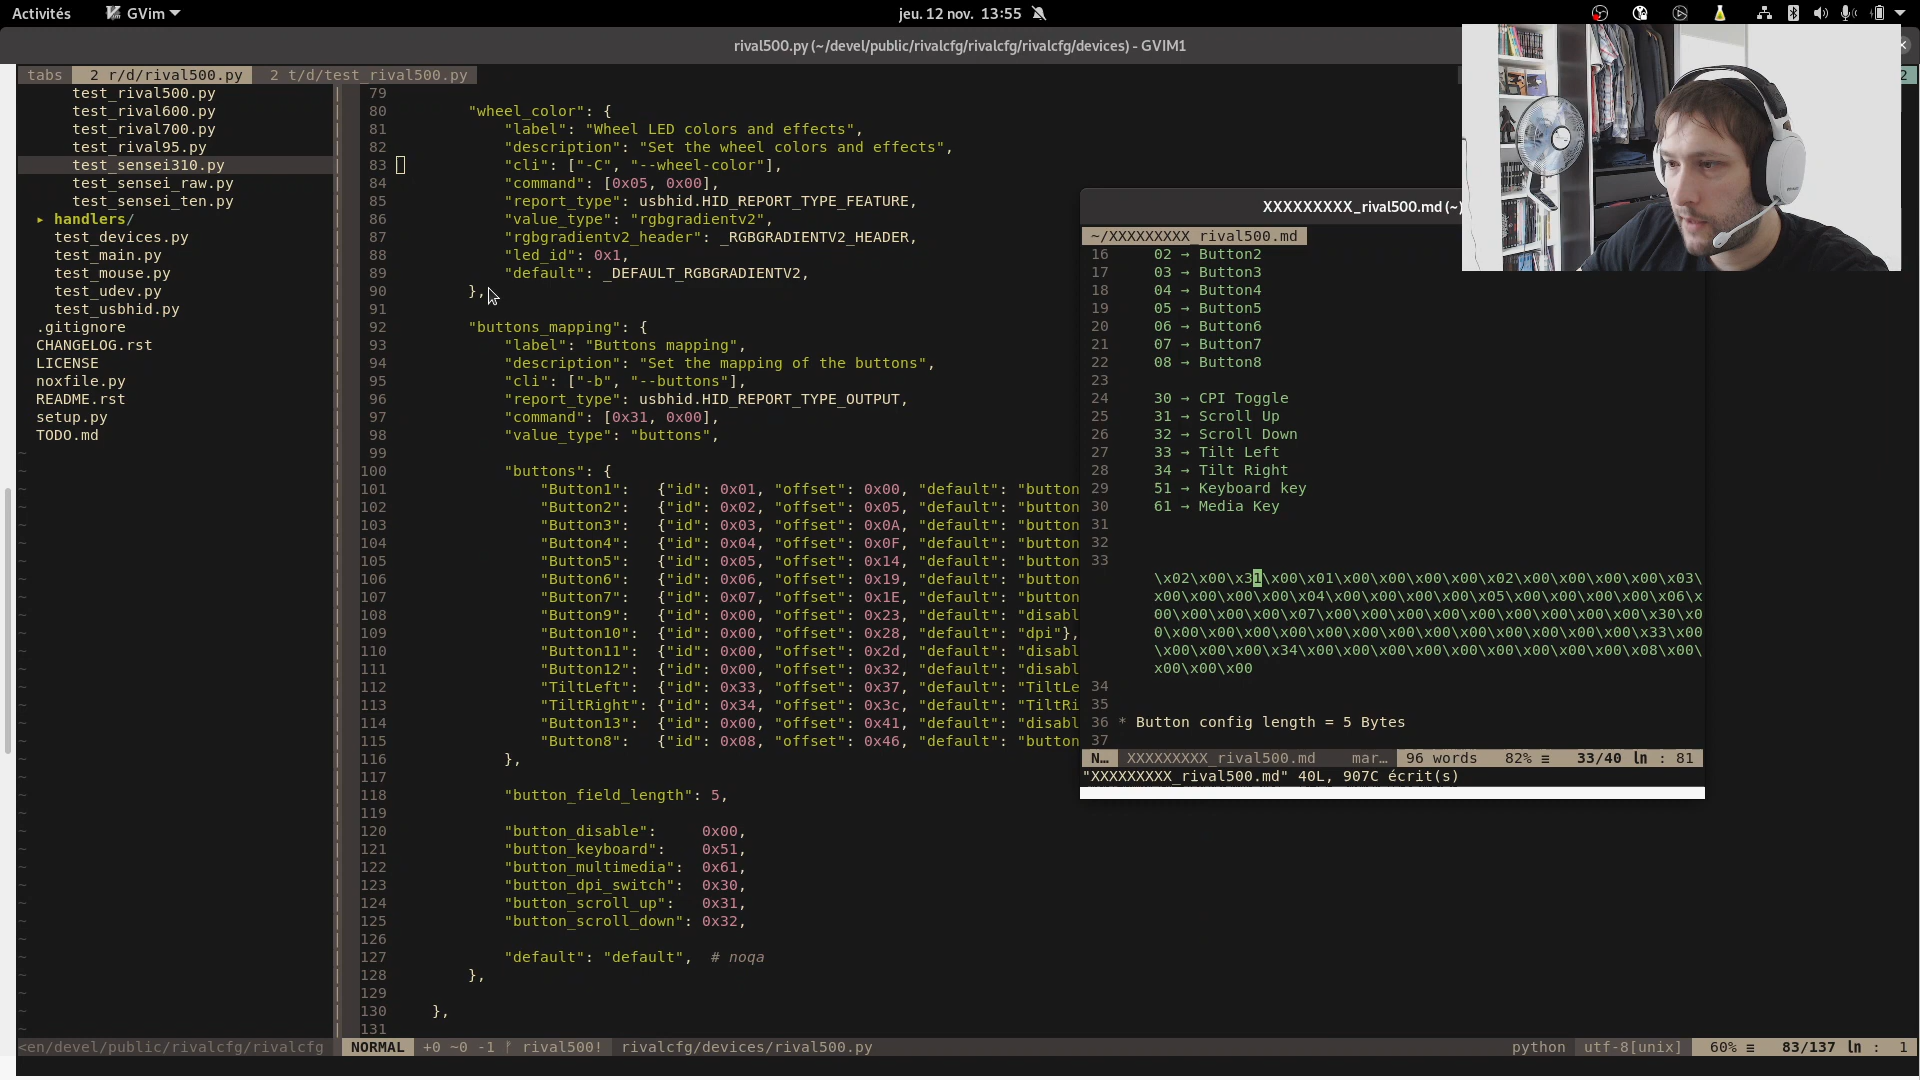 Activités
GVim
jeu. 12 nov. 13:55
rival500.py (~/devel/public/rivalcfg/rivalcfg/rivalcfg/devices) - GVIM1
tabs 2 r/d/rival500.py 2 t/d/test_rival500.py
2
test_rival500.py
test_rival600.py
test_rival700.py
test_rival95.py
test_sensei310.py
test_sensei_raw.py
test_sensei_ten.py
▸ handlers/
test_devices.py
test_main.py
test_mouse.py
test_udev.py
test_usbhid.py
.gitignore
CHANGELOG.rst
LICENSE
noxfile.py
README.rst
setup.py
TODO.md
<en/devel/public/rivalcfg/rivalcfg
79
80 "wheel_color": {
81 "label": "Wheel LED colors and effects",
82 "description": "Set the wheel colors and effects",
83 "cli": ["-C", "--wheel-color"],
84 "command": [0x05, 0x00],
85 "report_type": usbhid.HID_REPORT_TYPE_FEATURE,
86 "value_type": "rgbgradientv2",
87 "rgbgradientv2_header": _RGBGRADIENTV2_HEADER,
88 "led_id": 0x1,
89 "default": _DEFAULT_RGBGRADIENTV2,
90 },
91
92 "buttons_mapping": {
93 "label": "Buttons mapping",
94 "description": "Set the mapping of the buttons",
95 "cli": ["-b", "--buttons"],
96 "report_type": usbhid.HID_REPORT_TYPE_OUTPUT,
97 "command": [0x31, 0x00],
98 "value_type": "buttons",
99
100 "buttons": {
101 "Button1": {"id": 0x01, "offset": 0x00, "default": "button
102 "Button2": {"id": 0x02, "offset": 0x05, "default": "button
103 "Button3": {"id": 0x03, "offset": 0x0A, "default": "button
104 "Button4": {"id": 0x04, "offset": 0x0F, "default": "button
105 "Button5": {"id": 0x05, "offset": 0x14, "default": "button
106 "Button6": {"id": 0x06, "offset": 0x19, "default": "button
107 "Button7": {"id": 0x07, "offset": 0x1E, "default": "button
108 "Button9": {"id": 0x00, "offset": 0x23, "default": "disabl
109 "Button10": {"id": 0x00, "offset": 0x28, "default": "dpi"},
110 "Button11": {"id": 0x00, "offset": 0x2d, "default": "disabl
111 "Button12": {"id": 0x00, "offset": 0x32, "default": "disabl
112 "TiltLeft": {"id": 0x33, "offset": 0x37, "default": "TiltLe
113 "TiltRight": {"id": 0x34, "offset": 0x3c, "default": "TiltRi
114 "Button13": {"id": 0x00, "offset": 0x41, "default": "disabl
115 "Button8": {"id": 0x08, "offset": 0x46, "default": "button
116 },
117
118 "button_field_length": 5,
119
120 "button_disable": 0x00,
121 "button_keyboard": 0x51,
122 "button_multimedia": 0x61,
123 "button_dpi_switch": 0x30,
124 "button_scroll_up": 0x31,
125 "button_scroll_down": 0x32,
126
127 "default": "default", # noqa
128 },
129
130 },
131
NORMAL +0 ~0 -1 rival500! rivalcfg/devices/rival500.py python utf-8[unix] 60% ≡ 83/137 ln : 1
XXXXXXXXX_rival500.md (~)
~/XXXXXXXXX_rival500.md
16 02 → Button2
17 03 → Button3
18 04 → Button4
19 05 → Button5
20 06 → Button6
21 07 → Button7
22 08 → Button8
23
24 30 → CPI Toggle
25 31 → Scroll Up
26 32 → Scroll Down
27 33 → Tilt Left
28 34 → Tilt Right
29 51 → Keyboard key
30 61 → Media Key
31
32
33
\x02\x00\x31\x00\x01\x00\x00\x00\x00\x02\x00\x00\x00\x00\x03\
x00\x00\x00\x00\x04\x00\x00\x00\x00\x05\x00\x00\x00\x00\x06\x
00\x00\x00\x00\x07\x00\x00\x00\x00\x00\x00\x00\x00\x00\x30\x0
0\x00\x00\x00\x00\x00\x00\x00\x00\x00\x00\x00\x00\x00\x33\x00
\x00\x00\x00\x34\x00\x00\x00\x00\x00\x00\x00\x00\x00\x08\x00\
x00\x00\x00
34
35
36 * Button config length = 5 Bytes
37
N… XXXXXXXXX_rival500.md mar… 96 words 82% ≡ 33/40 ln : 81
"XXXXXXXXX_rival500.md" 40L, 907C écrit(s)